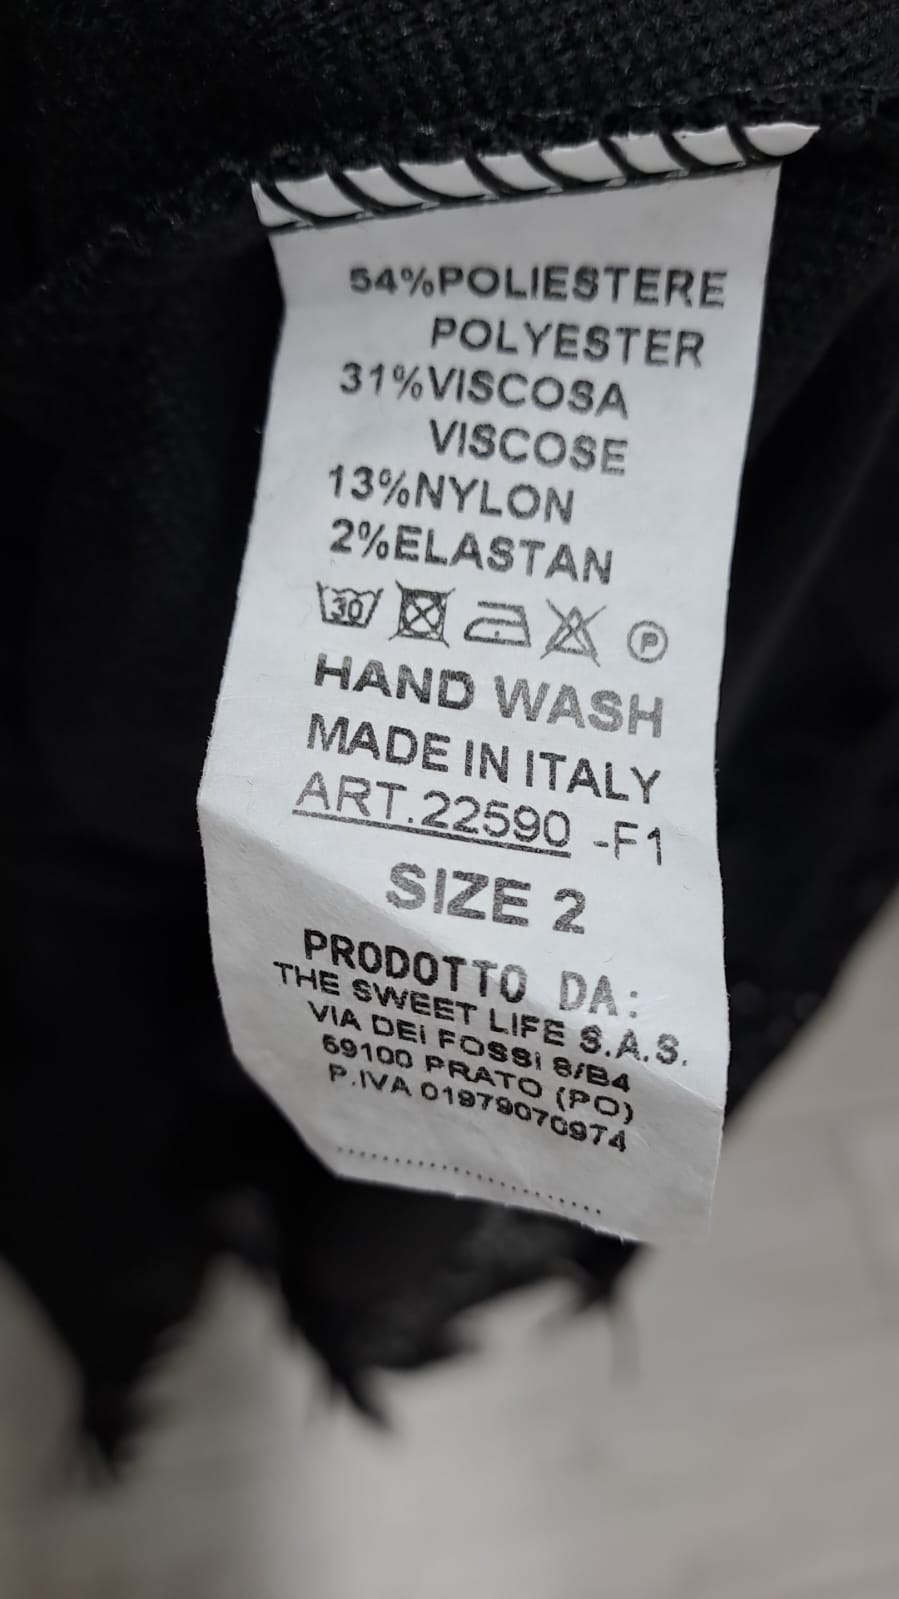 54%POLIESTERE
POLYESTER
31%VISCOSA
VISCOSE
13%NYLON
2%ELASTAN
30 P
HAND WASH
MADE IN ITALY
ART.22590 -F1
SIZE 2
PRODOTTO DA:
THE SWEET LIFE S.A.S.
VIA DEI FOSSI 8/B4
59100 PRATO (PO)
P.IVA 01979070974